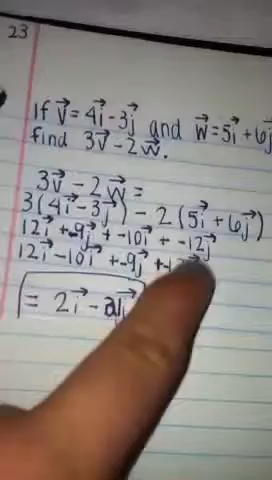 23
If v⃗ = 4i⃗ - 3j⃗ and w⃗ = 5i⃗ + 6j⃗
find 3v⃗ - 2w⃗.
3v⃗ - 2w⃗ =
3(4i⃗ - 3j⃗) - 2(5i⃗ + 6j⃗)
12i⃗ + -9j⃗ + -10i⃗ + -12j⃗
12i⃗ - 10i⃗ + -9j⃗ +
= 2i⃗ - 21j⃗